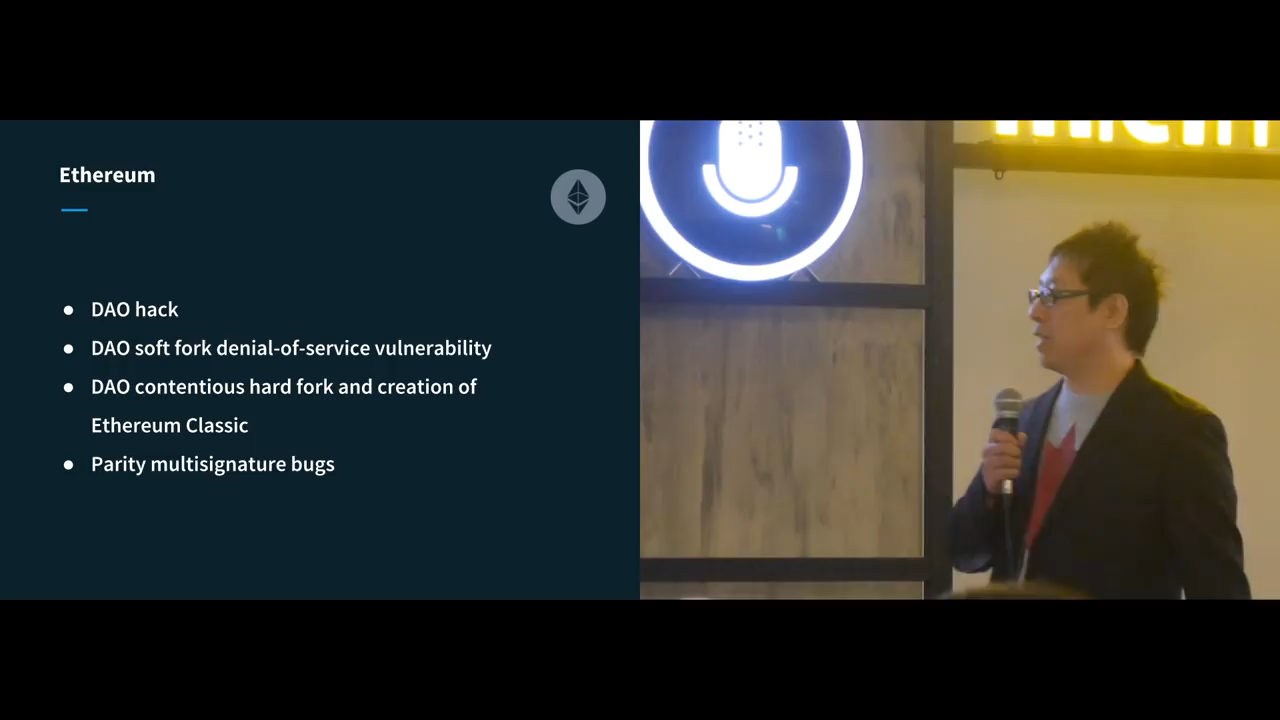 Ethereum
● DAO hack
● DAO soft fork denial-of-service vulnerability
● DAO contentious hard fork and creation of
Ethereum Classic
● Parity multisignature bugs